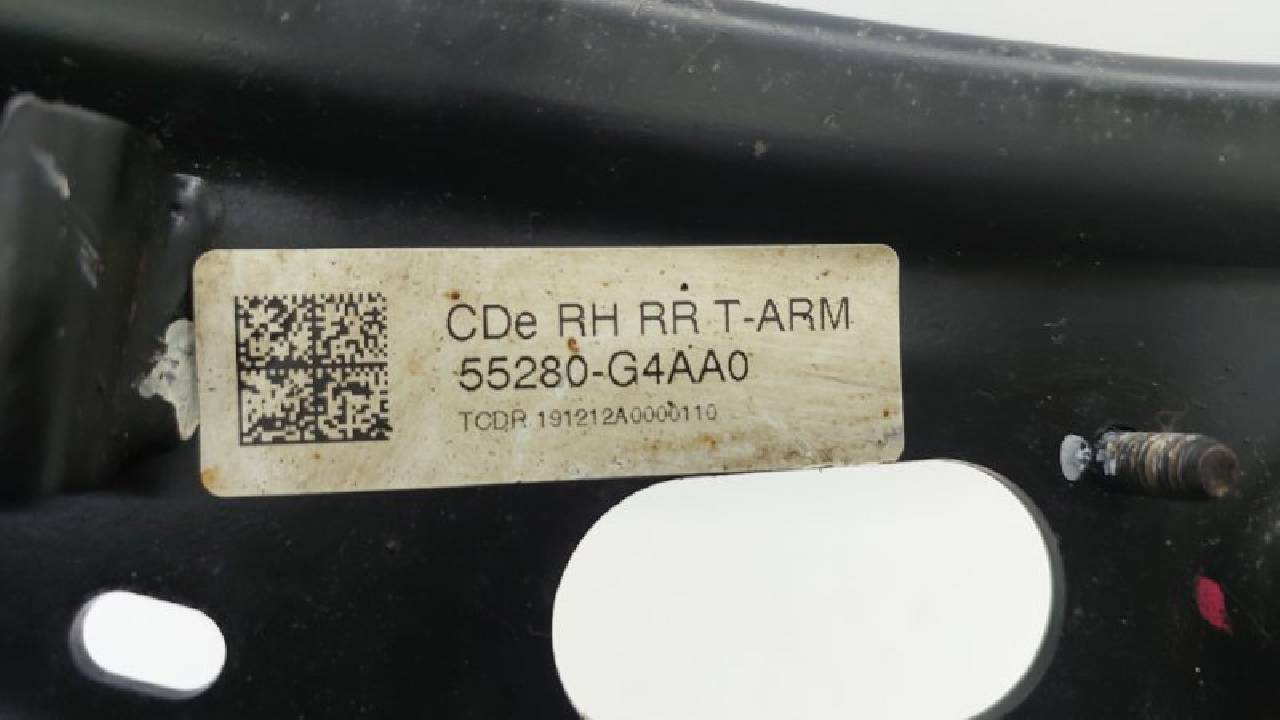 CDe RH RR T-ARM
55280-G4AA0
TCDR 191212A0000110